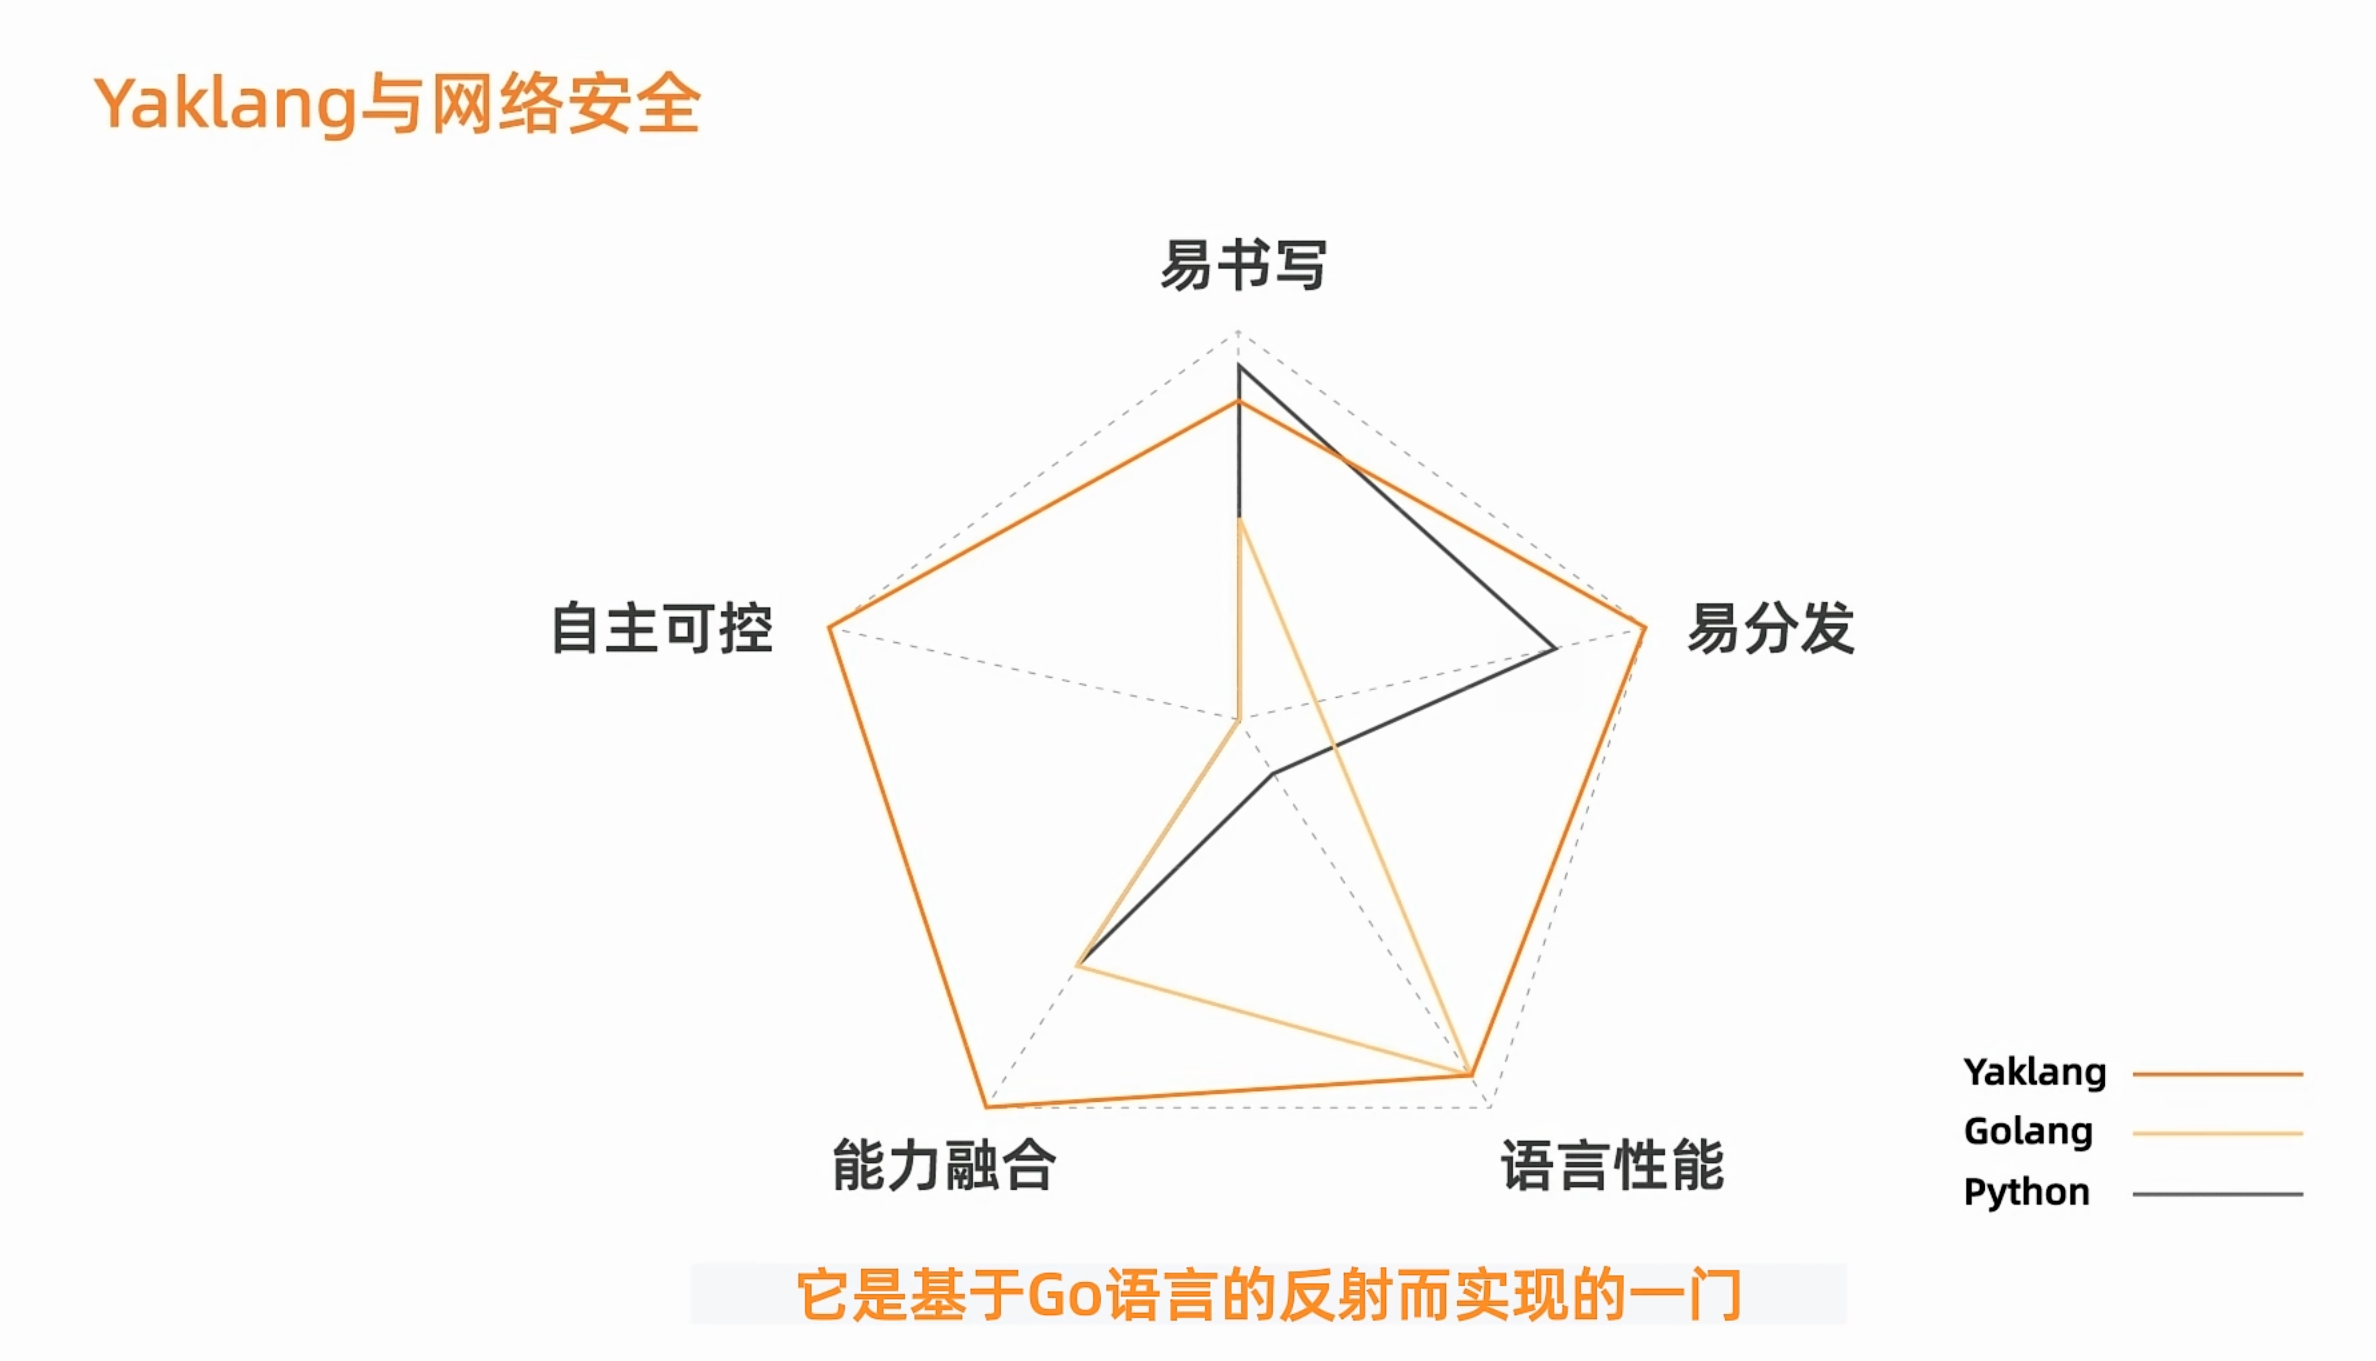 Yaklang与网络安全
易书写
自主可控
易分发
能力融合
语言性能
Yaklang
Golang
Python
它是基于Go语言的反射而实现的一门